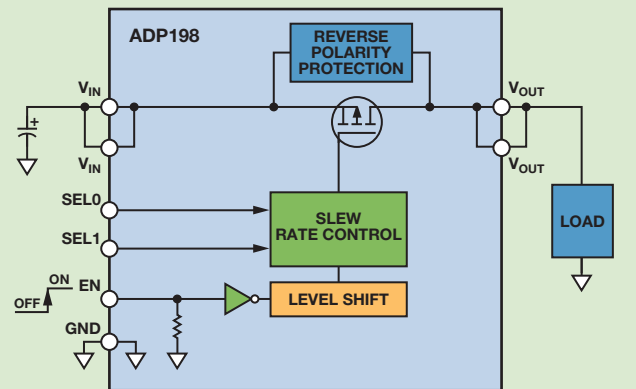 ADP198
REVERSE
POLARITY
PROTECTION
VIN
VOUT
+
VIN
VOUT
SEL0
SLEW
RATE CONTROL
LOAD
SEL1
ON
OFF
EN
LEVEL SHIFT
GND